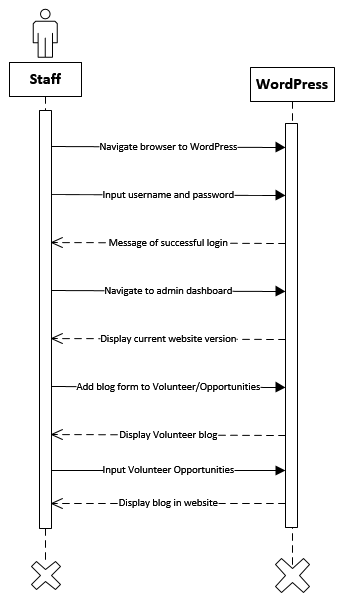 Staff
WordPress
Navigate browser to WordPress
Input username and password
Message of successful login
Navigate to admin dashboard
Display current website version
Add blog form to Volunteer/Opportunities
Display Volunteer blog
Input Volunteer Opportunities
Display blog in website